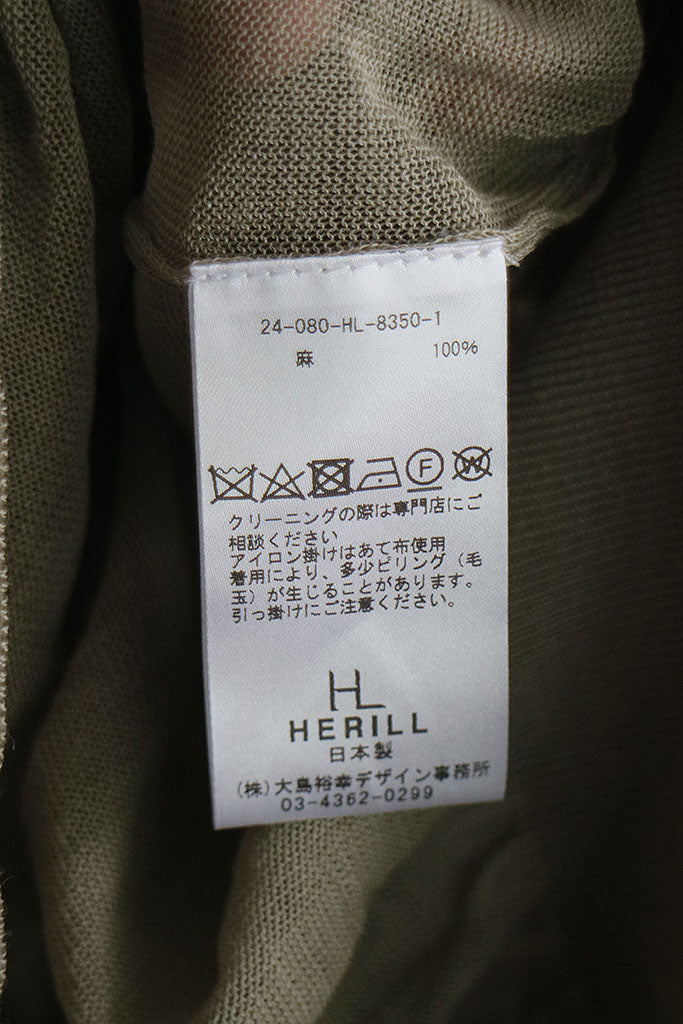 24-080-HL-8350-1
麻 100%
F W
クリーニングの際は専門店にご
相談ください
アイロン掛けはあて布使用
着用により、多少ピリング（毛
玉）が生じることがあります。
引っ掛けにご注意ください。
HL
HERILL
日本製
(株)大島裕幸デザイン事務所
03-4362-0299